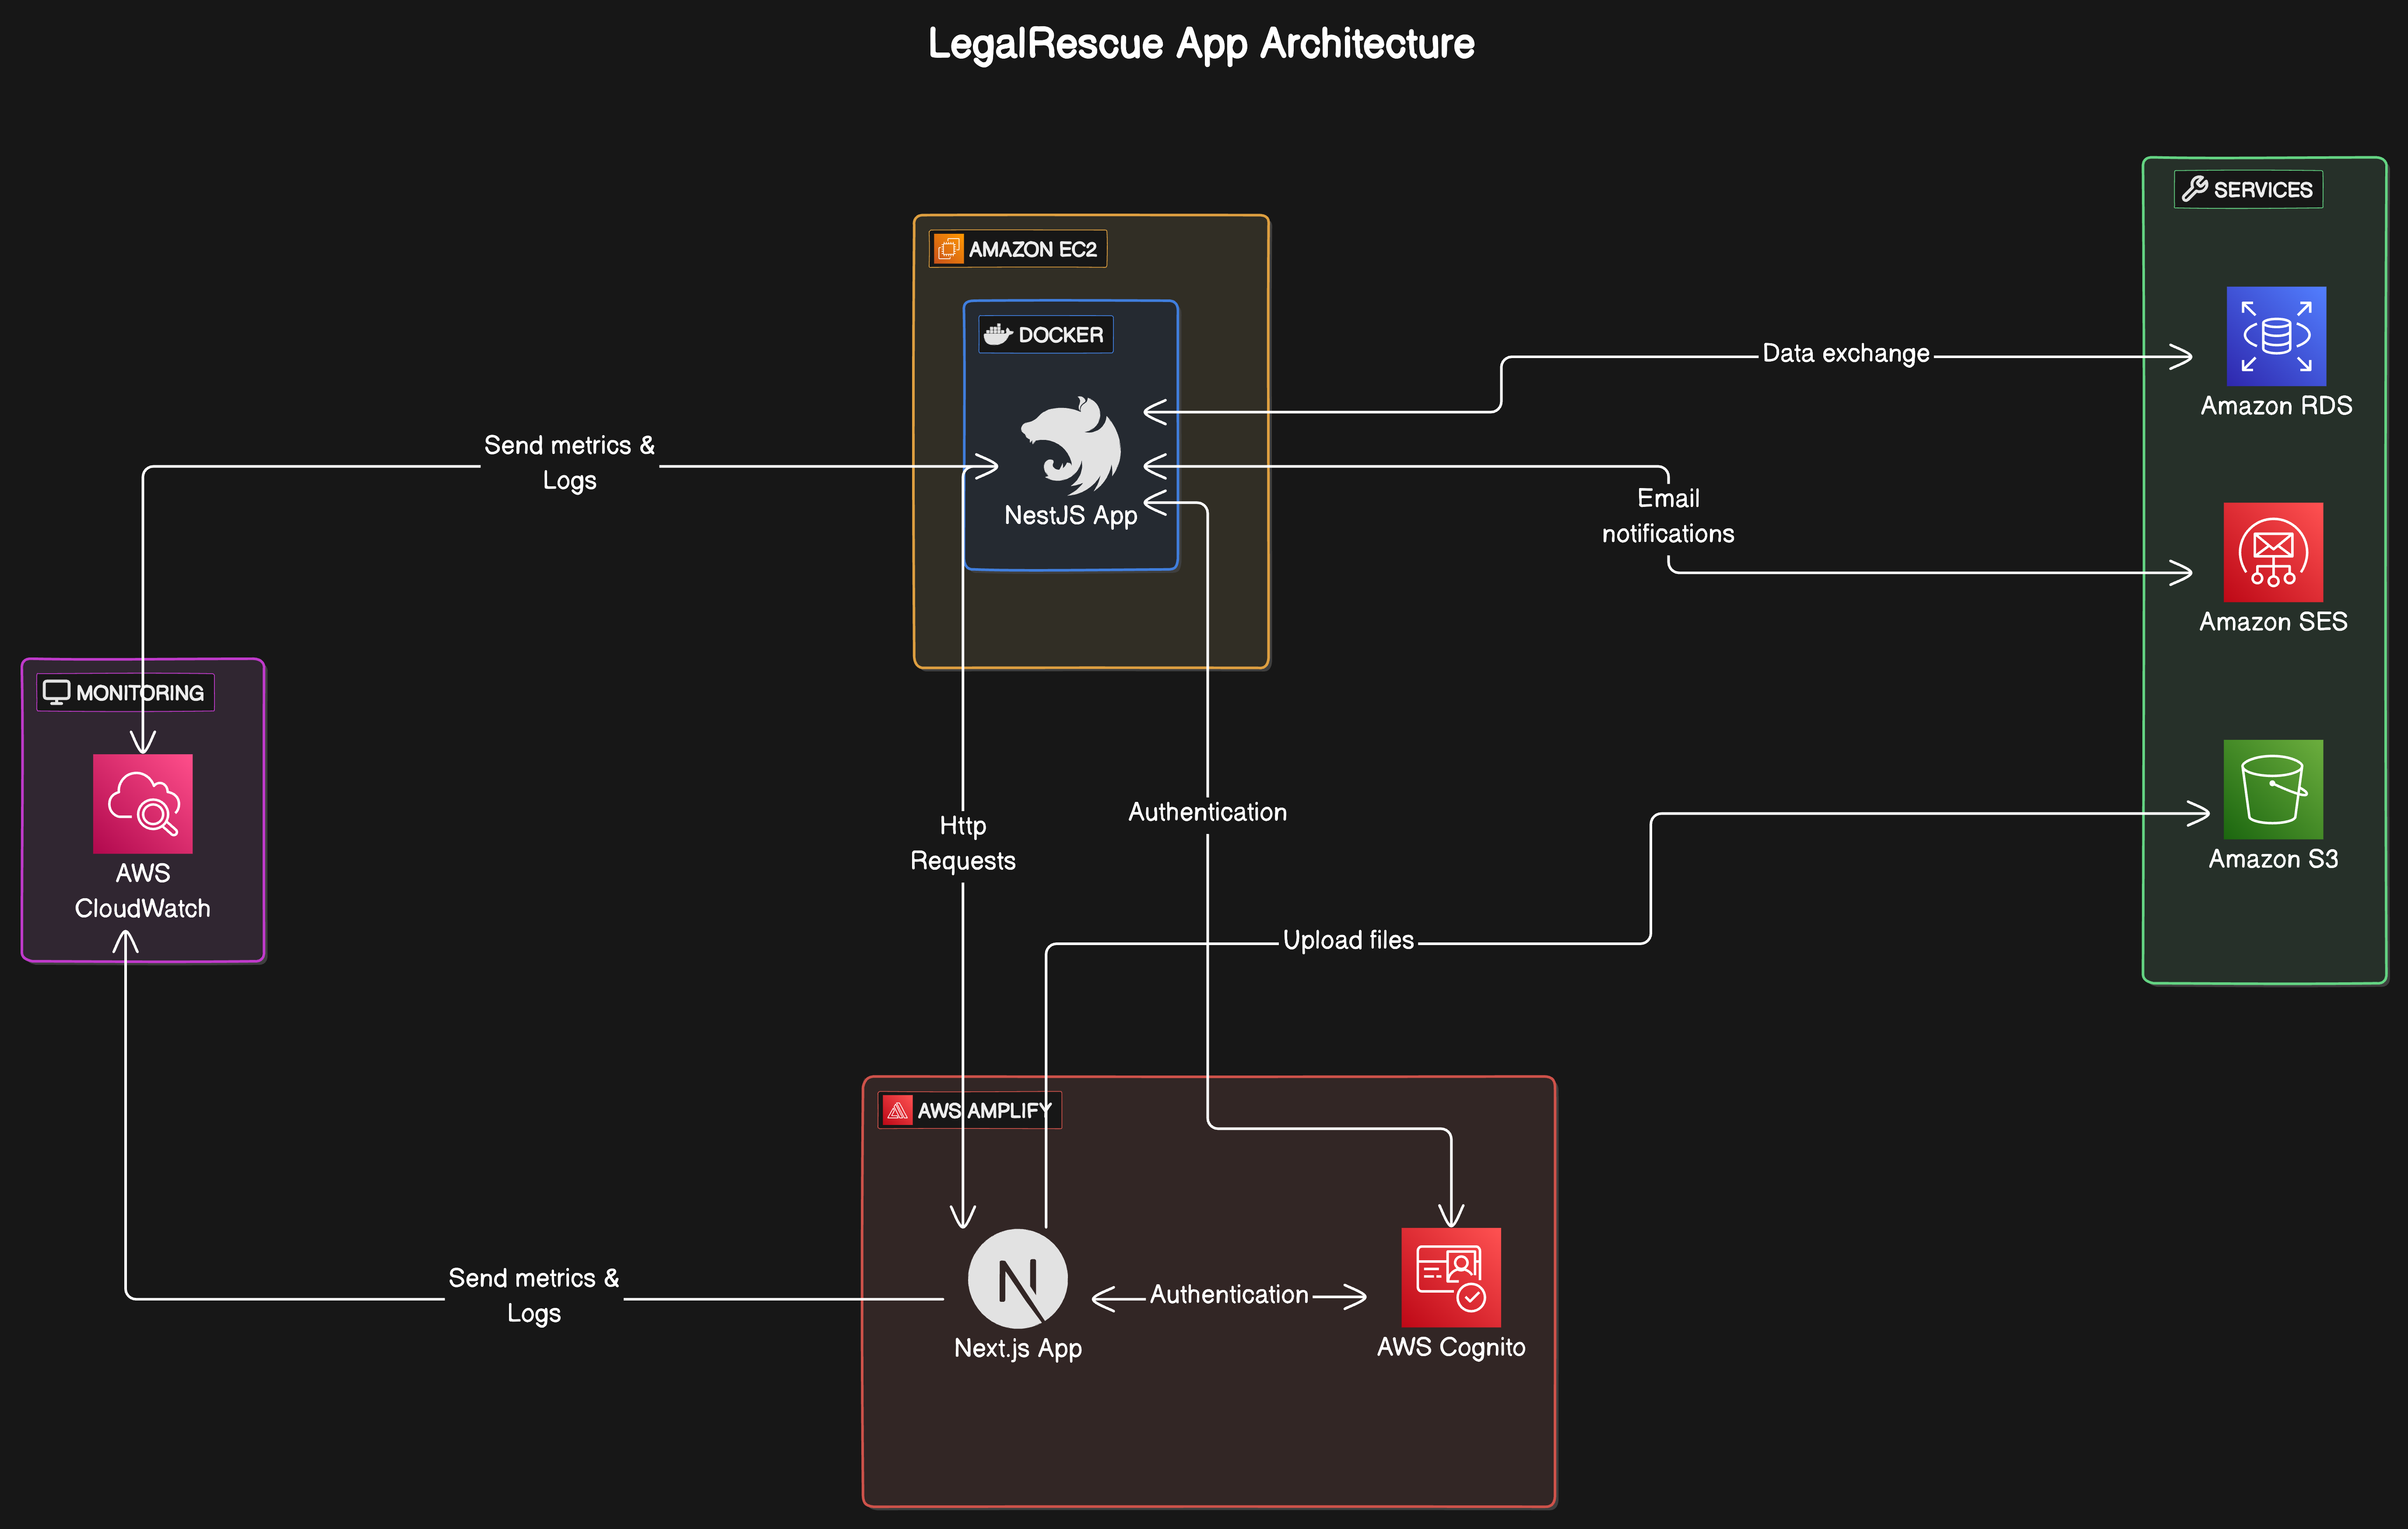 LegalRescue App Architecture
SERVICES
AMAZON EC2
DOCKER
Data exchange
Amazon RDS
Send metrics &
Logs
NestJS App
Email
notifications
Amazon SES
MONITORING
AWS
CloudWatch
Http
Requests
Authentication
Amazon S3
Upload files
AWS AMPLIFY
Send metrics &
Logs
Next.js App
Authentication
AWS Cognito